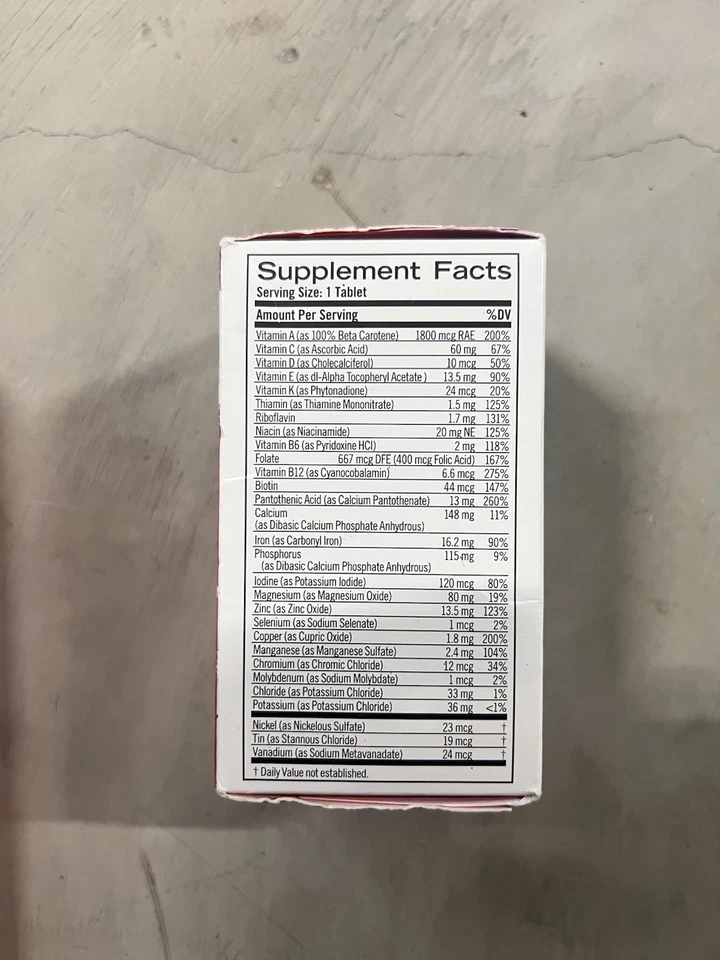 Supplement Facts
Serving Size: 1 Tablet
Amount Per Serving %DV
Vitamin A (as 100% Beta Carotene) 1800 mcg RAE 200%
Vitamin C (as Ascorbic Acid) 60 mg 67%
Vitamin D (as Cholecalciferol) 10 mcg 50%
Vitamin E (as dl-Alpha Tocopheryl Acetate) 13.5 mg 90%
Vitamin K (as Phytonadione) 24 mcg 20%
Thiamin (as Thiamine Mononitrate) 1.5 mg 125%
Riboflavin 1.7 mg 131%
Niacin (as Niacinamide) 20 mg NE 125%
Vitamin B6 (as Pyridoxine HCI) 2 mg 118%
Folate 667 mcg DFE (400 mcg Folic Acid) 167%
Vitamin B12 (as Cyanocobalamin) 6.6 mcg 275%
Biotin 44 mcg 147%
Pantothenic Acid (as Calcium Pantothenate) 13 mg 260%
Calcium 148 mg 11%
(as Dibasic Calcium Phosphate Anhydrous)
Iron (as Carbonyl Iron) 16.2 mg 90%
Phosphorus 115 mg 9%
(as Dibasic Calcium Phosphate Anhydrous)
Iodine (as Potassium Iodide) 120 mcg 80%
Magnesium (as Magnesium Oxide) 80 mg 19%
Zinc (as Zinc Oxide) 13.5 mg 123%
Selenium (as Sodium Selenate) 1 mcg 2%
Copper (as Cupric Oxide) 1.8 mg 200%
Manganese (as Manganese Sulfate) 2.4 mg 104%
Chromium (as Chromic Chloride) 12 mcg 34%
Molybdenum (as Sodium Molybdate) 1 mcg 2%
Chloride (as Potassium Chloride) 33 mg 1%
Potassium (as Potassium Chloride) 36 mg <1%
Nickel (as Nickelous Sulfate) 23 mcg †
Tin (as Stannous Chloride) 19 mcg †
Vanadium (as Sodium Metavanadate) 24 mcg †
† Daily Value not established.